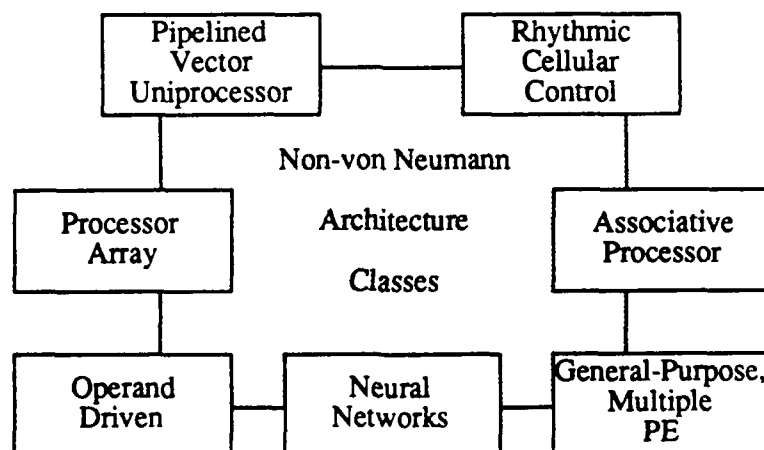 Pipelined
Vector
Uniprocessor
Rhythmic
Cellular
Control
Non-von Neumann
Architecture
Classes
Processor
Array
Associative
Processor
Operand
Driven
Neural
Networks
General-Purpose,
Multiple
PE